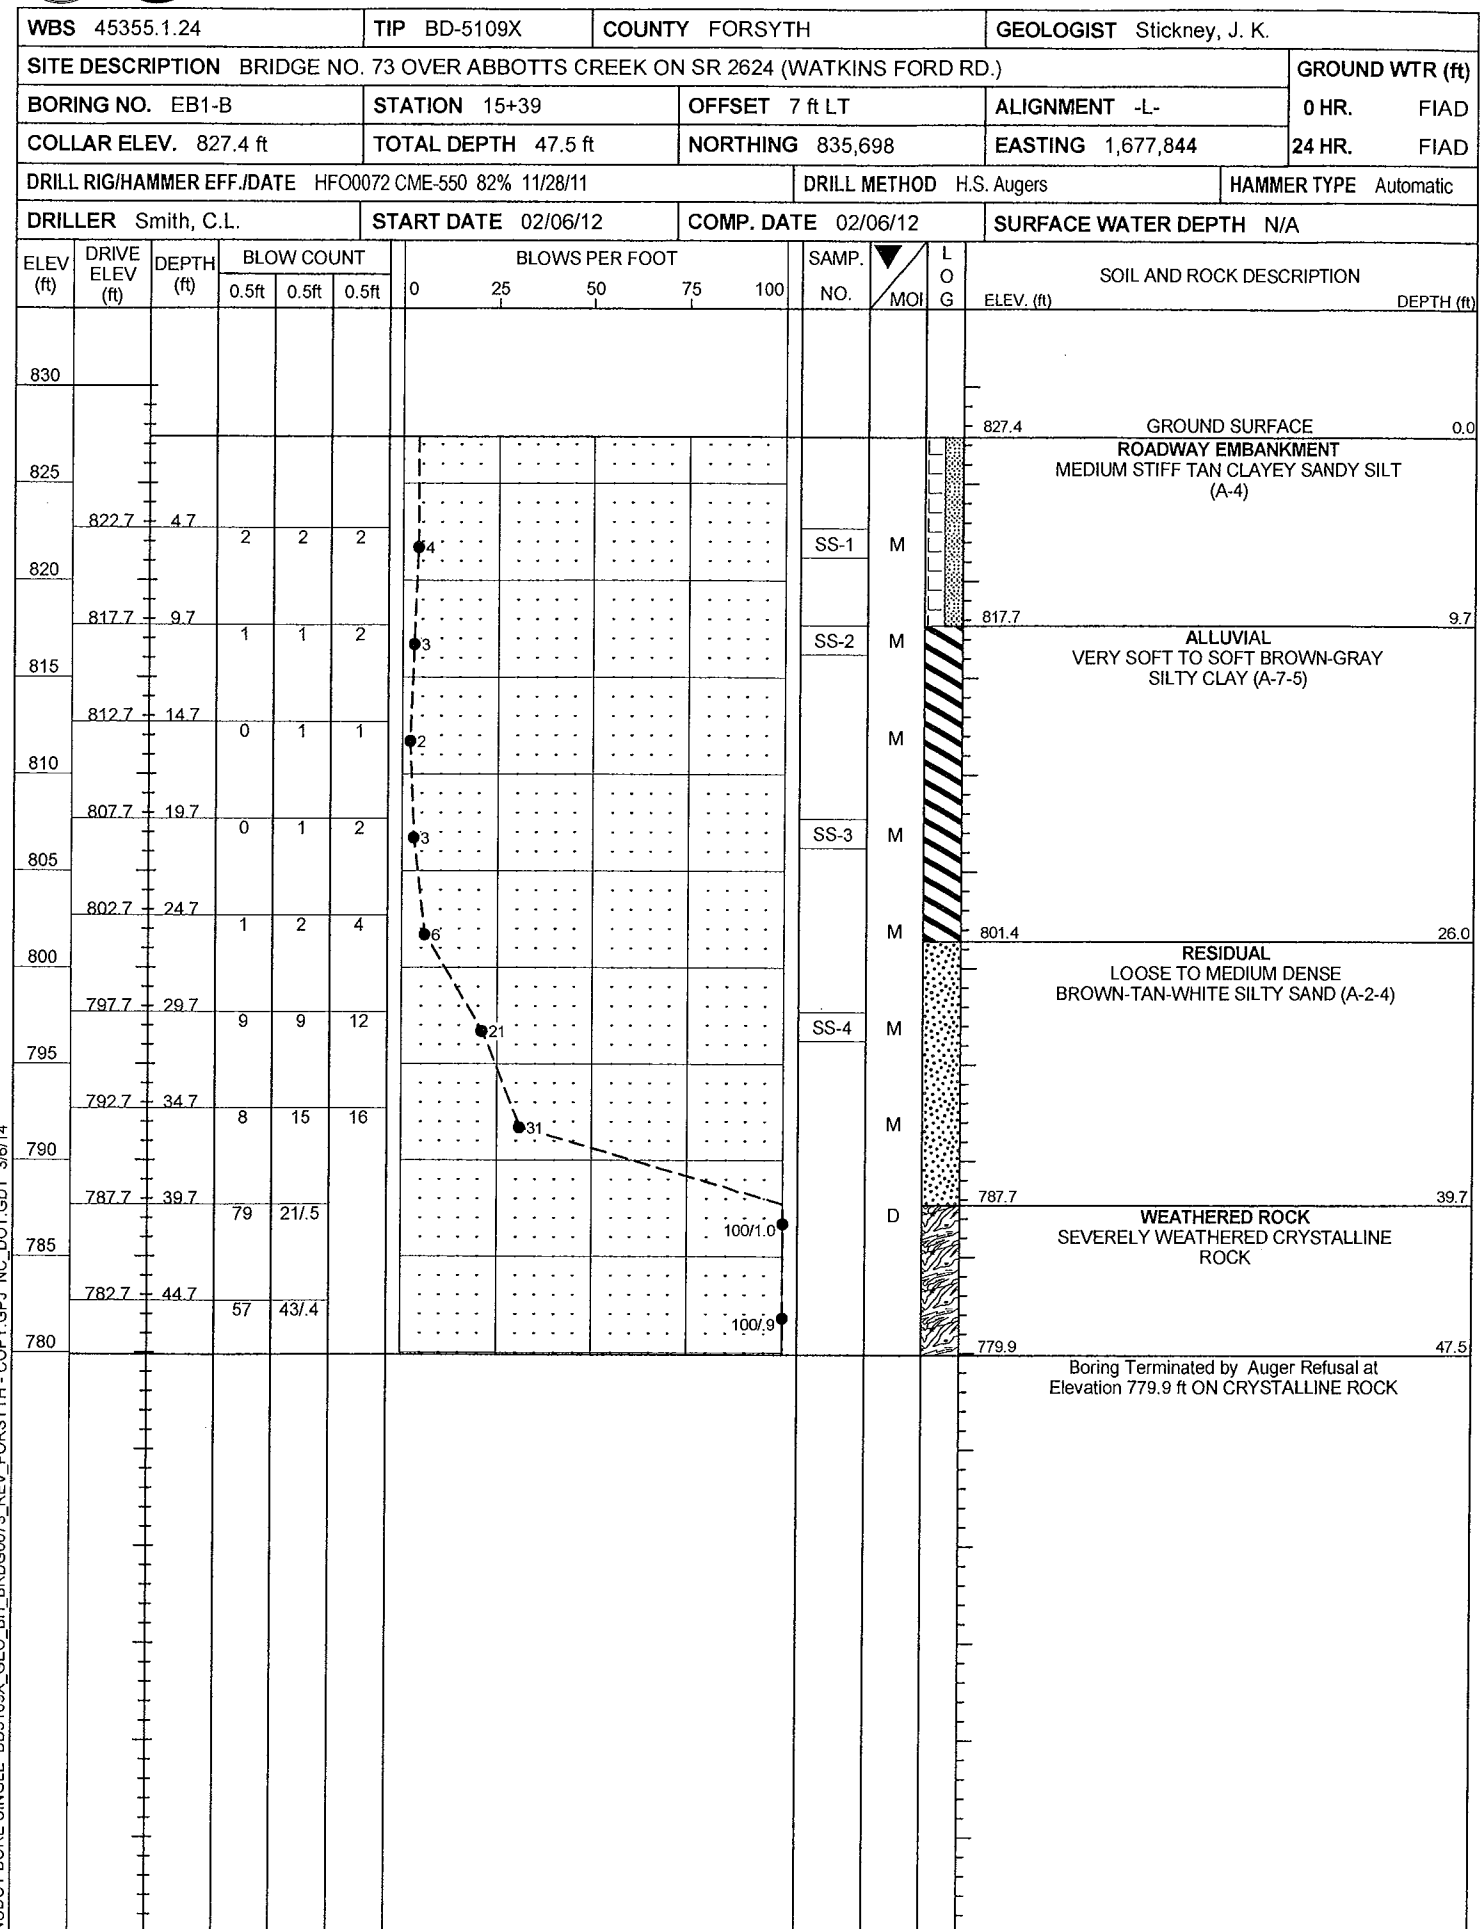 WBS 45355.1.24 TIP BD-5109X COUNTY FORSYTH GEOLOGIST Stickney, J. K.
SITE DESCRIPTION BRIDGE NO. 73 OVER ABBOTTS CREEK ON SR 2624 (WATKINS FORD RD.) GROUND WTR (ft)
BORING NO. EB1-B STATION 15+39 OFFSET 7 ft LT ALIGNMENT -L- 0 HR. FIAD
COLLAR ELEV. 827.4 ft TOTAL DEPTH 47.5 ft NORTHING 835,698 EASTING 1,677,844 24 HR. FIAD
DRILL RIG/HAMMER EFF./DATE HFO0072 CME-550 82% 11/28/11 DRILL METHOD H.S. Augers HAMMER TYPE Automatic
DRILLER Smith, C.L. START DATE 02/06/12 COMP. DATE 02/06/12 SURFACE WATER DEPTH N/A
ELEV (ft) DRIVE ELEV (ft) DEPTH (ft) BLOW COUNT BLOWS PER FOOT SAMP. NO. MOI LOG SOIL AND ROCK DESCRIPTION
0.5ft 0.5ft 0.5ft 0 25 50 75 100 ELEV. (ft) DEPTH (ft)
830
827.4 GROUND SURFACE 0.0
ROADWAY EMBANKMENT
825 MEDIUM STIFF TAN CLAYEY SANDY SILT
(A-4)
822.7 4.7
2 2 2 4 SS-1 M
820
817.7 9.7 817.7 9.7
1 1 2 3 SS-2 M ALLUVIAL
815 VERY SOFT TO SOFT BROWN-GRAY
SILTY CLAY (A-7-5)
812.7 14.7
0 1 1 2 M
810
807.7 19.7
0 1 2 3 SS-3 M
805
802.7 24.7
1 2 4 6 M 801.4 26.0
800 RESIDUAL
LOOSE TO MEDIUM DENSE
BROWN-TAN-WHITE SILTY SAND (A-2-4)
797.7 29.7
9 9 12 21 SS-4 M
795
792.7 34.7
8 15 16 31 M
790
787.7 39.7 787.7 39.7
79 21/.5 100/1.0 D WEATHERED ROCK
785 SEVERELY WEATHERED CRYSTALLINE
ROCK
782.7 44.7
57 43/.4 100/.9
780 779.9 47.5
Boring Terminated by Auger Refusal at
Elevation 779.9 ft ON CRYSTALLINE ROCK